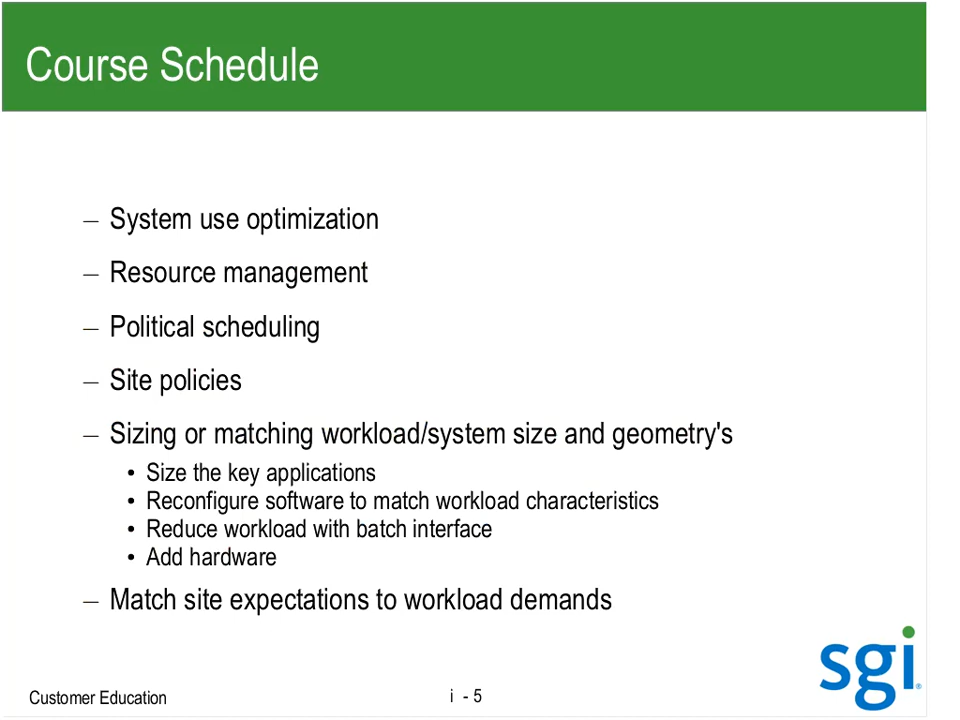 Course Schedule
– System use optimization
– Resource management
– Political scheduling
– Site policies
– Sizing or matching workload/system size and geometry's
• Size the key applications
• Reconfigure software to match workload characteristics
• Reduce workload with batch interface
• Add hardware
– Match site expectations to workload demands
sgi®
Customer Education
i - 5